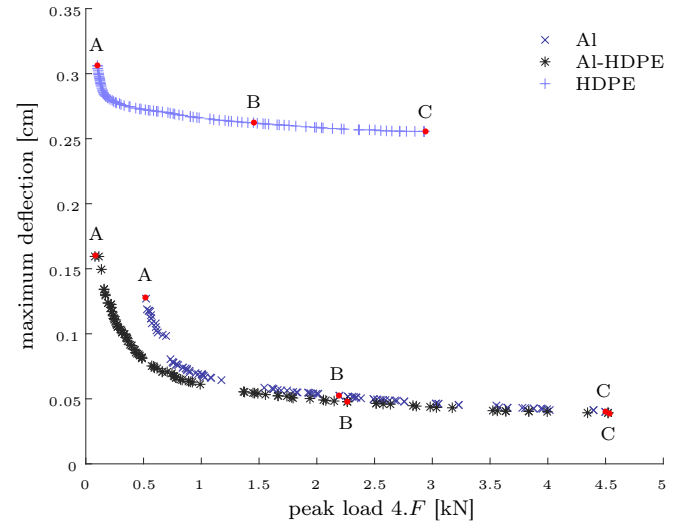 A
Al
Al-HDPE
HDPE
0.35
0.3
0.25
0.2
0.15
0.1
0.05
0
B
C
A
A
B
B
C
C
maximum deflection [cm]
0 0.5 1 1.5 2 2.5 3 3.5 4 4.5 5
peak load 4.F [kN]